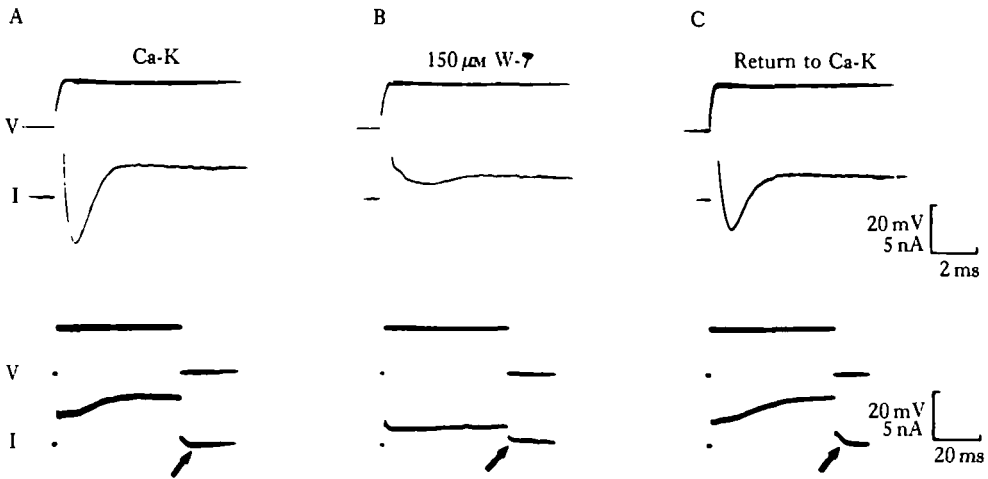 A B C
Ca-K 150 μM W-7 Return to Ca-K
V
I
20 mV
5 nA
2 ms
V
I
20 mV
5 nA
20 ms